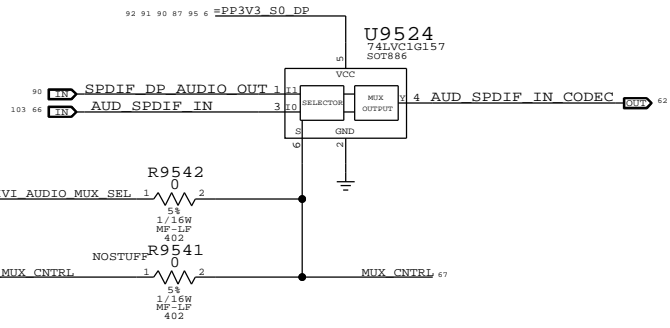 92 91 90 87 95 6 =PP3V3_S0_DP
U9524
74LVC1G157
SOT886
5
VCC
90 IN SPDIF_DP_AUDIO_OUT 1 I1
SELECTOR
MUX
OUTPUT
Y 4 AUD_SPDIF_IN_CODEC OUT 62
103 66 IN AUD_SPDIF_IN 3 I0
S GND
6 2
R9542
VI_AUDIO_MUX_SEL 1 0 2
5%
1/16W
MF-LF
402
NOSTUFF R9541
MUX_CNTRL 1 0 2 MUX_CNTRL 67
5%
1/16W
MF-LF
402